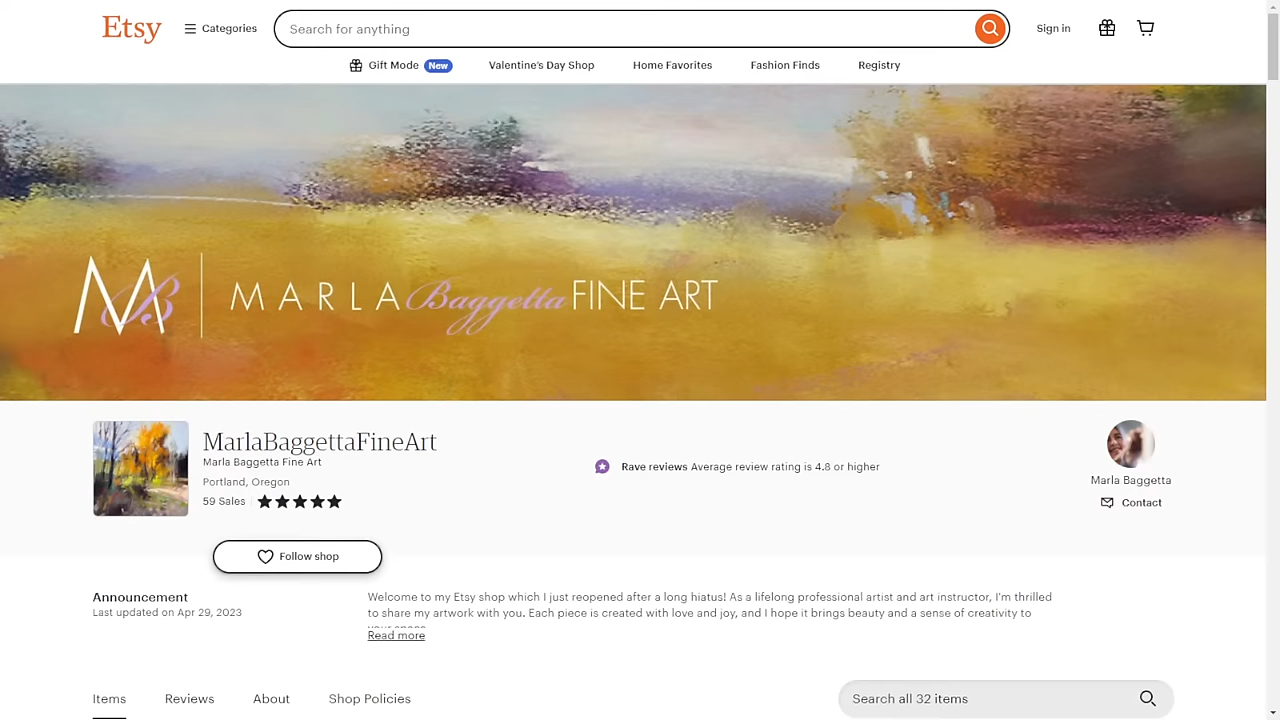 Etsy
Categories
Search for anything
Sign in
Gift Mode New
Valentine's Day Shop
Home Favorites
Fashion Finds
Registry
MB MARLA Baggetta FINE ART
MarlaBaggettaFineArt
Marla Baggetta Fine Art
Portland, Oregon
59 Sales
Rave reviews Average review rating is 4.8 or higher
Marla Baggetta
Contact
Follow shop
Announcement
Last updated on Apr 29, 2023
Welcome to my Etsy shop which I just reopened after a long hiatus! As a lifelong professional artist and art instructor, I'm thrilled
to share my artwork with you. Each piece is created with love and joy, and I hope it brings beauty and a sense of creativity to
Read more
Items
Reviews
About
Shop Policies
Search all 32 items